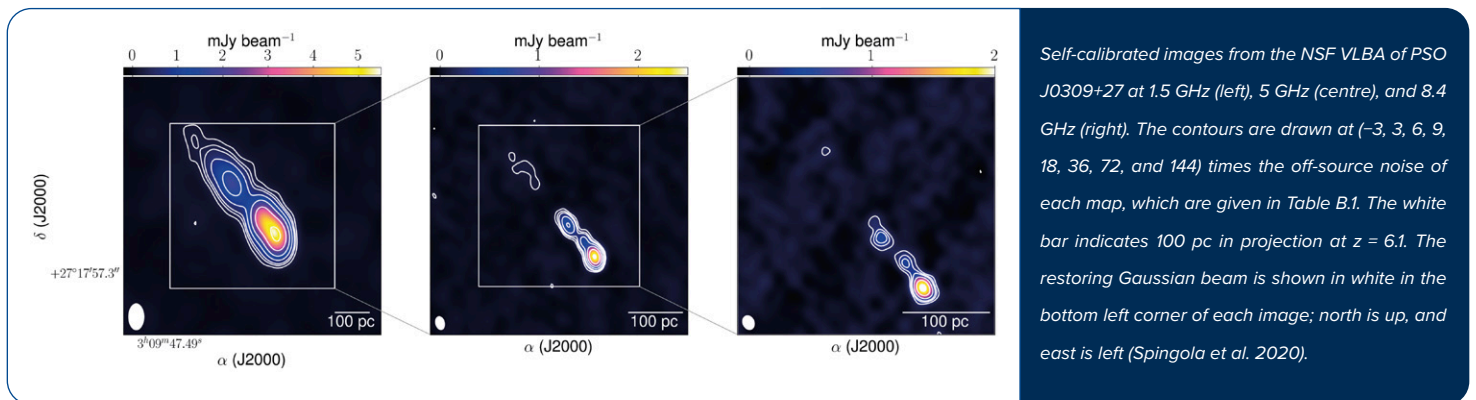 mJy beam⁻¹
0 1 2 3 4 5
δ (J2000)
+27°17′57.3″
100 pc
3ʰ09ᵐ47.49ˢ
α (J2000)
mJy beam⁻¹
0 1 2
100 pc
α (J2000)
mJy beam⁻¹
0 1 2
100 pc
α (J2000)
Self-calibrated images from the NSF VLBA of PSO
J0309+27 at 1.5 GHz (left), 5 GHz (centre), and 8.4
GHz (right). The contours are drawn at (−3, 3, 6, 9,
18, 36, 72, and 144) times the off-source noise of
each map, which are given in Table B.1. The white
bar indicates 100 pc in projection at z = 6.1. The
restoring Gaussian beam is shown in white in the
bottom left corner of each image; north is up, and
east is left (Spingola et al. 2020).